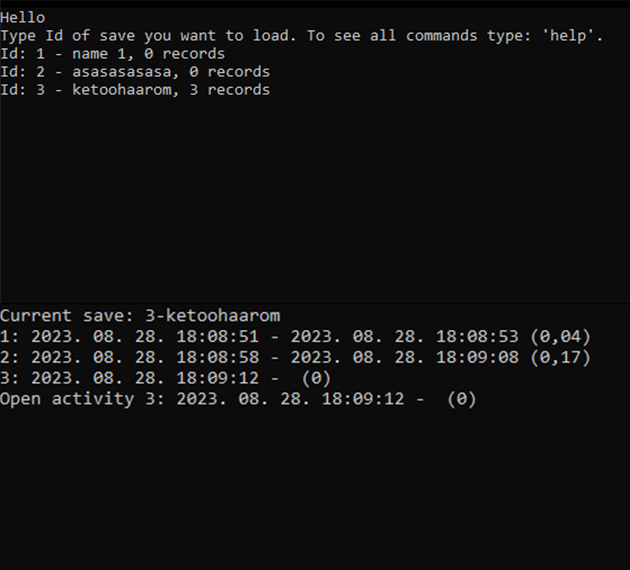 Hello
Type Id of save you want to load. To see all commands type: 'help'.
Id: 1 - name 1, 0 records
Id: 2 - asasasasasa, 0 records
Id: 3 - ketoohaarom, 3 records
Current save: 3-ketoohaarom
1: 2023. 08. 28. 18:08:51 - 2023. 08. 28. 18:08:53 (0,04)
2: 2023. 08. 28. 18:08:58 - 2023. 08. 28. 18:09:08 (0,17)
3: 2023. 08. 28. 18:09:12 -  (0)
Open activity 3: 2023. 08. 28. 18:09:12 -  (0)